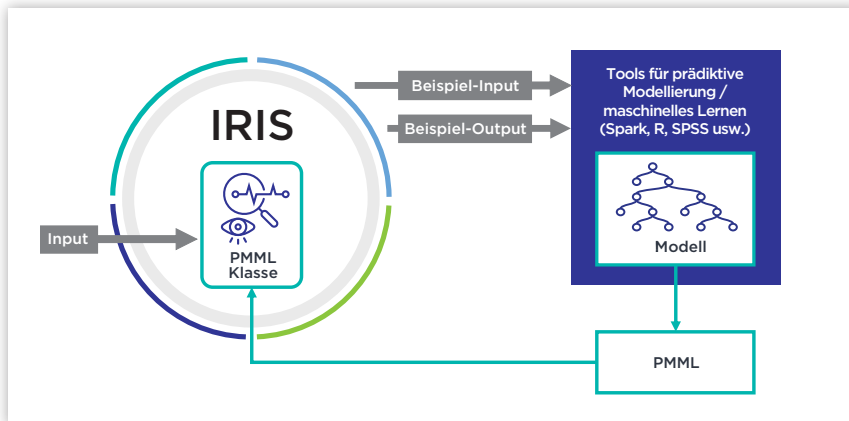 IRIS
Input
PMML
Klasse
Beispiel-Input
Beispiel-Output
Tools für prädiktive
Modellierung /
maschinelles Lernen
(Spark, R, SPSS usw.)
Modell
PMML